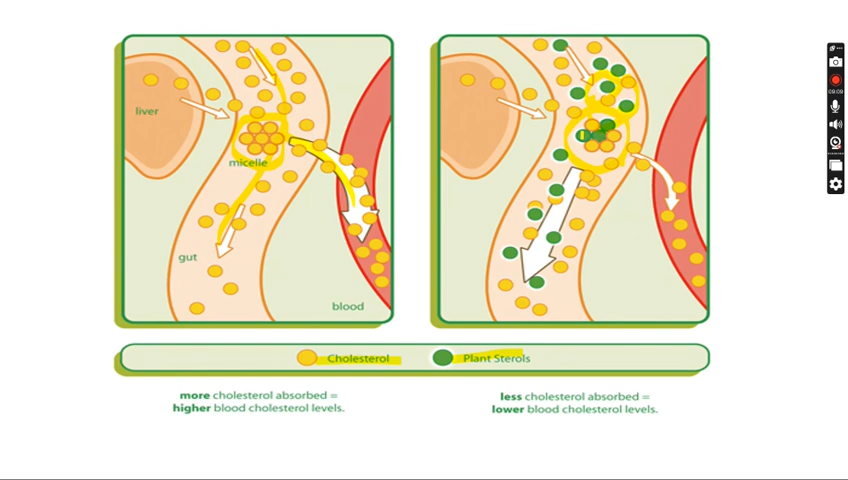 liver
micelle
gut
blood
Cholesterol Plant Sterols
more cholesterol absorbed =
higher blood cholesterol levels.
less cholesterol absorbed =
lower blood cholesterol levels.